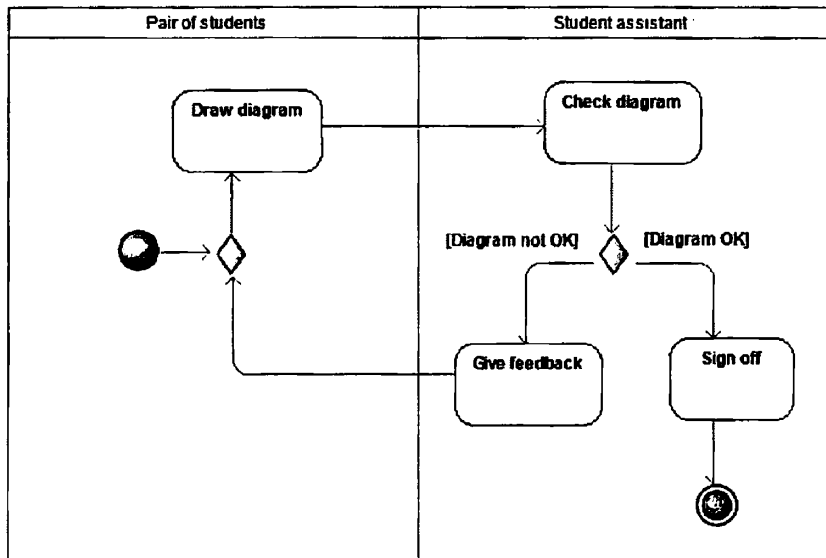 Pair of students
Student assistant
Draw diagram
Check diagram
[Diagram not OK]
[Diagram OK]
Give feedback
Sign off